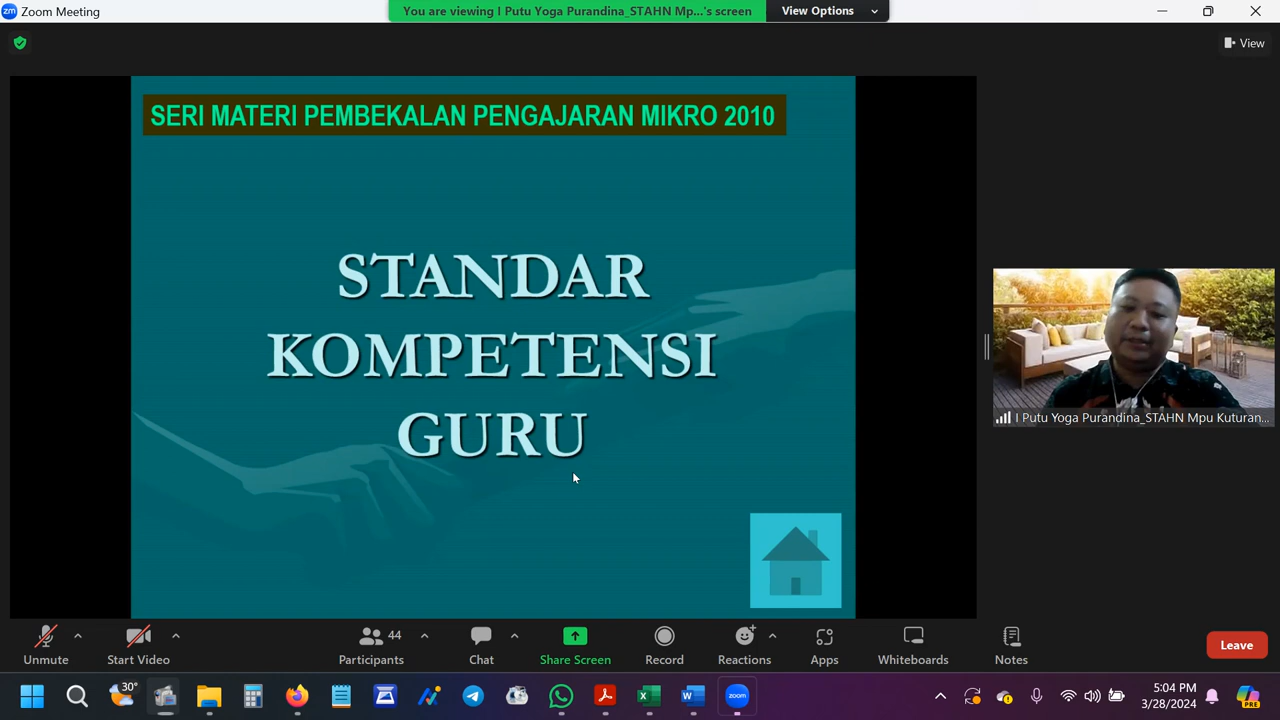 Zoom Meeting
You are viewing I Putu Yoga Purandina_STAHN Mp...'s screen
View Options
View
SERI MATERI PEMBEKALAN PENGAJARAN MIKRO 2010
STANDAR
KOMPETENSI
GURU
I Putu Yoga Purandina_STAHN Mpu Kuturan...
44
Unmute
Start Video
Participants
Chat
Share Screen
Record
Reactions
Apps
Whiteboards
Notes
Leave
30°
zoom
5:04 PM
3/28/2024
PRE